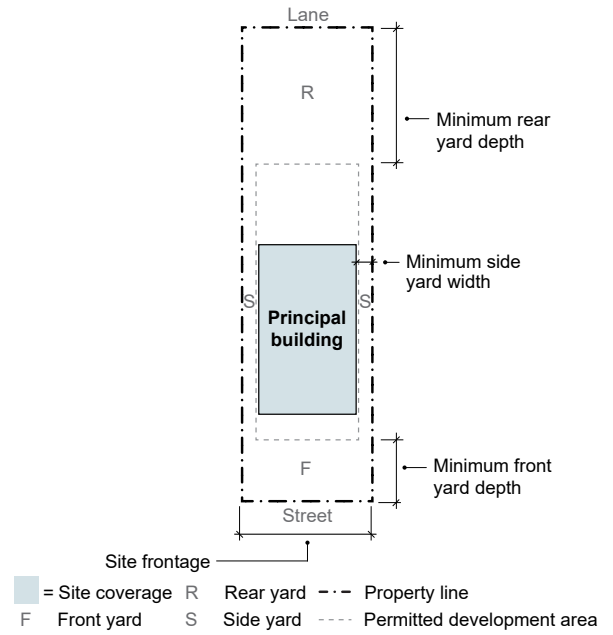 Lane
R
Minimum rear
yard depth
Minimum side
yard width
S
S
Principal
building
F
Minimum front
yard depth
Street
Site frontage
= Site coverage
R Rear yard
Property line
F Front yard
S Side yard
Permitted development area